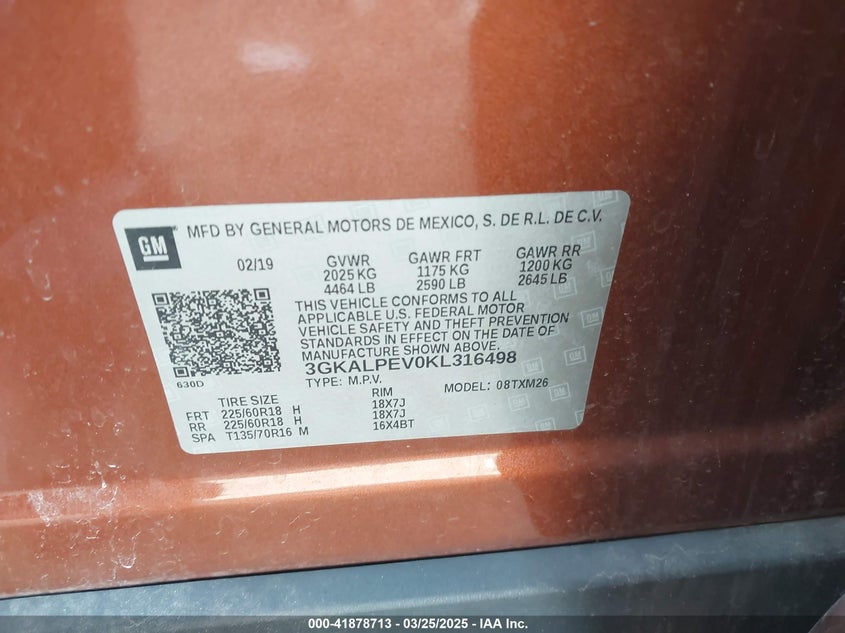 GM
MFD BY GENERAL MOTORS DE MEXICO, S. DE R.L. DE C.V.
02/19
GVWR GAWR FRT GAWR RR
2025 KG 1175 KG 1200 KG
4464 LB 2590 LB 2645 LB
THIS VEHICLE CONFORMS TO ALL
APPLICABLE U.S. FEDERAL MOTOR
VEHICLE SAFETY AND THEFT PREVENTION
STANDARDS IN EFFECT ON THE DATE OF
MANUFACTURE SHOWN ABOVE.
3GKALPEV0KL316498
630D
TYPE: M.P.V. MODEL: 08TXM26
TIRE SIZE RIM
FRT 225/60R18 H 18X7J
RR 225/60R18 H 18X7J
SPA T135/70R16 M 16X4BT
000-41878713 - 03/25/2025 - IAA Inc.